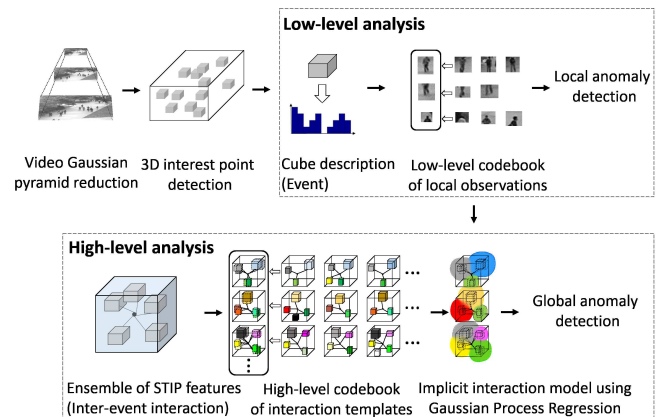 Low-level analysis
Local anomaly
detection
Video Gaussian
pyramid reduction
3D interest point
detection
Cube description
(Event)
Low-level codebook
of local observations
High-level analysis
Global anomaly
detection
Ensemble of STIP features
(Inter-event interaction)
High-level codebook
of interaction templates
Implicit interaction model using
Gaussian Process Regression